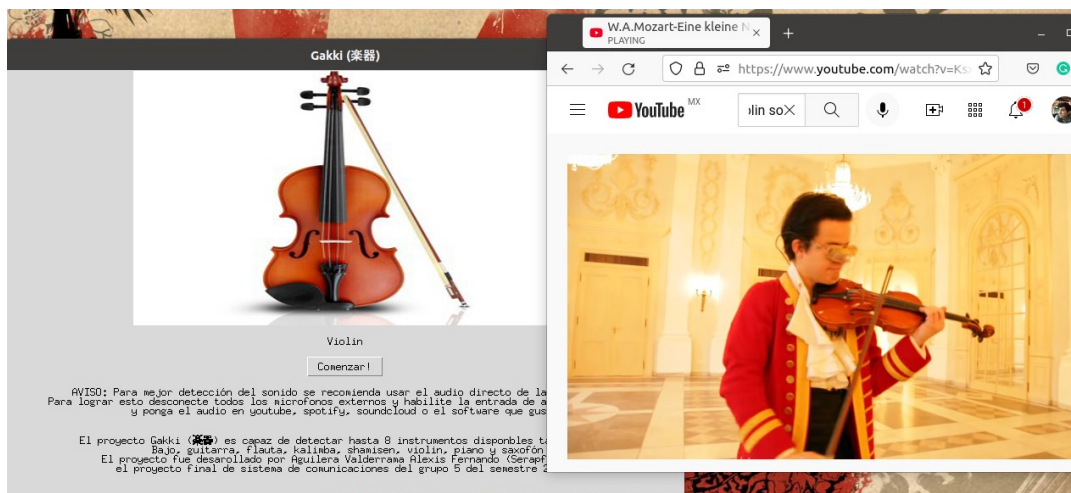 Gakki (楽器)
Violin
Comenzar!
AVISO: Para mejor detección del sonido se recomienda usar el audio directo de la
Para lograr esto desconecte todos los microfonos externos y habilite la entrada de a
y ponga el audio en youtube, spotify, soundcloud o el software que gus
El proyecto Gakki (楽器) es capaz de detectar hasta 8 instrumentos disponbles ta
Bajo, guitarra, flauta, kalimba, shamisen, violin, piano y saxofón
El proyecto fue desarollado por Aguilera Valderrama Alexis Fernando (Serapf
el proyecto final de sistema de comunicaciones del grupo 5 del semestre 2
W.A.Mozart-Eine kleine N
PLAYING
https://www.youtube.com/watch?v=Ks
YouTube MX
lin so
1